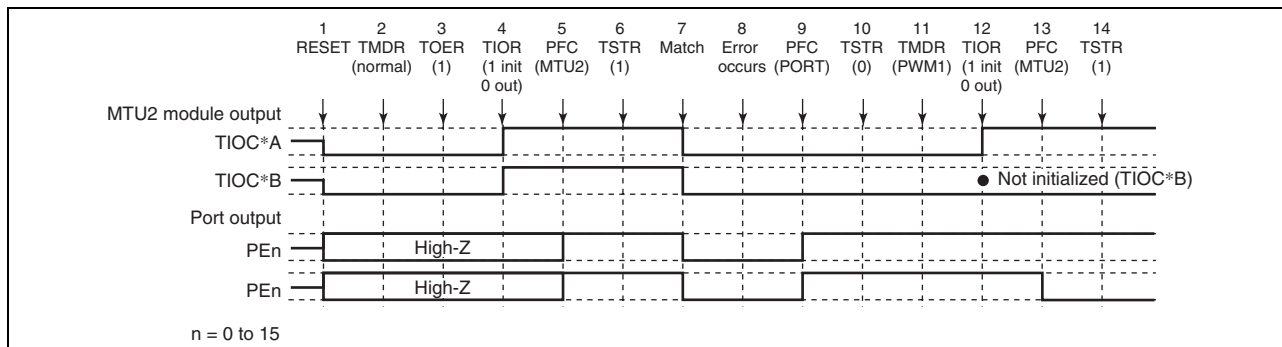 1 2 3 4 5 6 7 8 9 10 11 12 13 14
RESET TMDR TOER TIOR PFC TSTR Match Error PFC TSTR TMDR TIOR PFC TSTR
(normal) (1) (1 init (MTU2) (1) occurs (PORT) (0) (PWM1) (1 init (MTU2) (1)
0 out) 0 out)
MTU2 module output
TIOC*A
TIOC*B
● Not initialized (TIOC*B)
Port output
PEn
High-Z
PEn
High-Z
n = 0 to 15